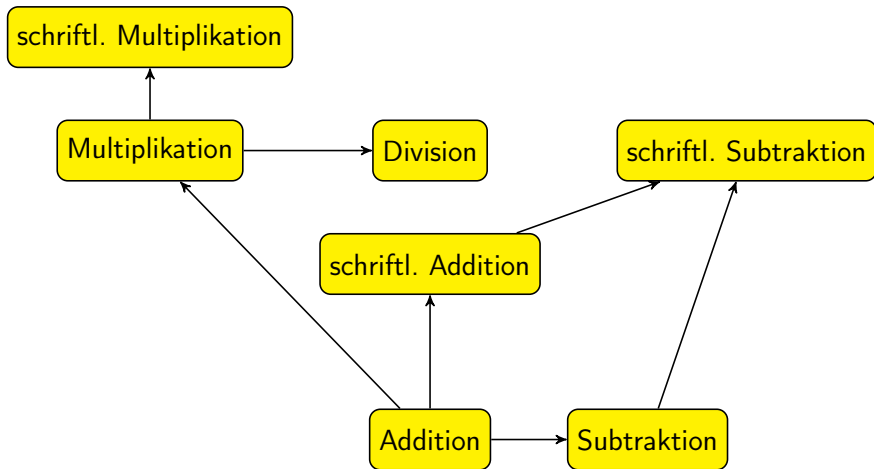 schriftl. Multiplikation
Multiplikation
Division
schriftl. Subtraktion
schriftl. Addition
Addition
Subtraktion